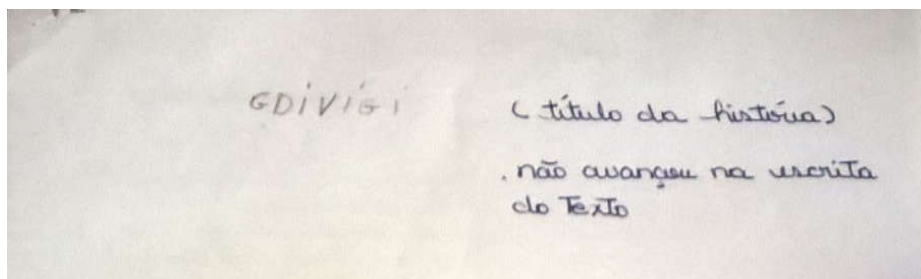 GDiViGi (título da história)
. não avançou na escrita
do Texto